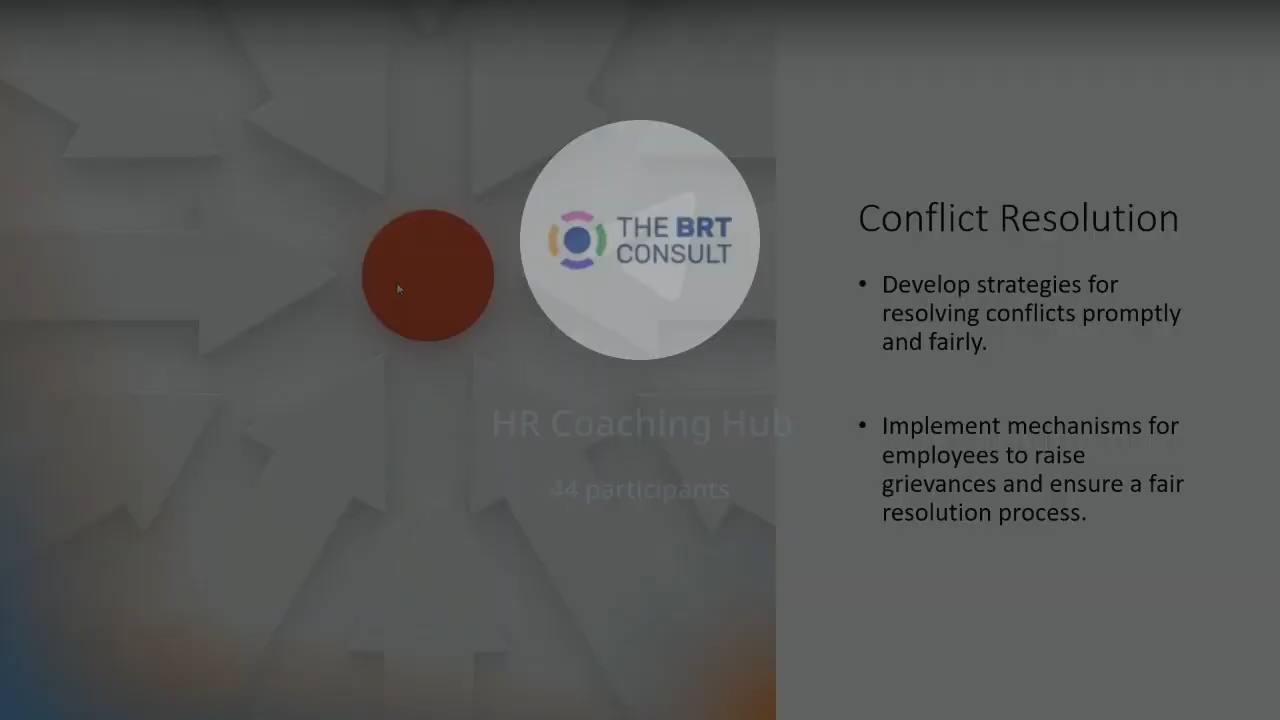 THE BRT
CONSULT
HR Coaching Hub
44 participants
Conflict Resolution
• Develop strategies for
resolving conflicts promptly
and fairly.
• Implement mechanisms for
employees to raise
grievances and ensure a fair
resolution process.